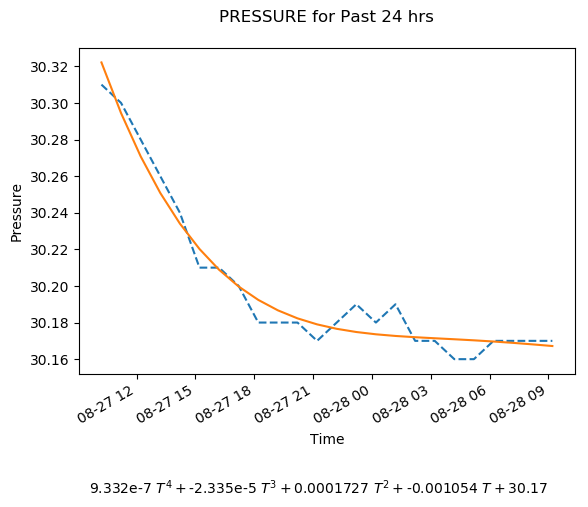 PRESSURE for Past 24 hrs
30.32
30.30
30.28
30.26
30.24
30.22
30.20
30.18
30.16
Pressure
08-27 12 08-27 15 08-27 18 08-27 21 08-28 00 08-28 03 08-28 06 08-28 09
Time
9.332e-7 T⁴ + -2.335e-5 T³ + 0.0001727 T² + -0.001054 T + 30.17